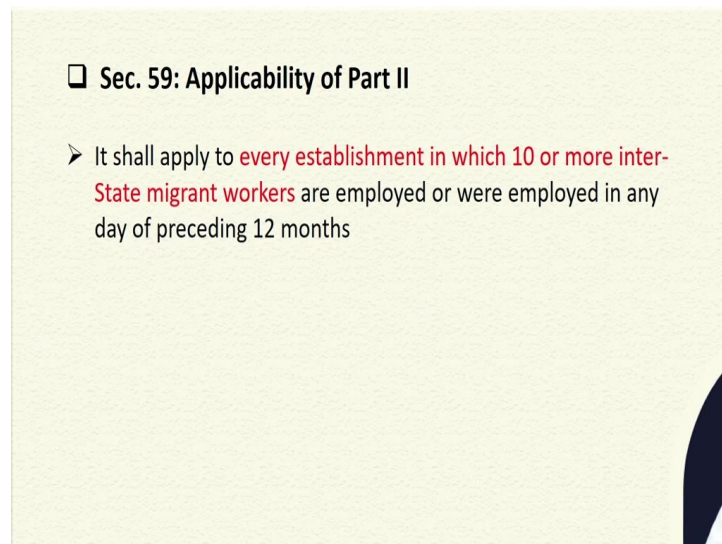 Sec. 59: Applicability of Part II
It shall apply to every establishment in which 10 or more inter-
State migrant workers are employed or were employed in any
day of preceding 12 months